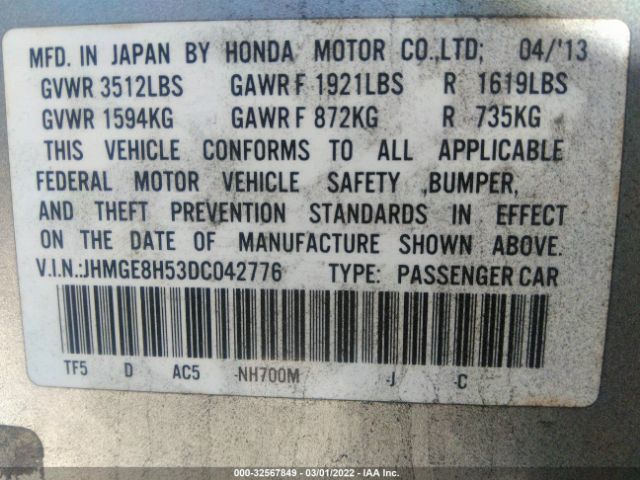 MFD. IN JAPAN BY HONDA MOTOR CO.,LTD; 04/'13
GVWR 3512LBS GAWR F 1921LBS R 1619LBS
GVWR 1594KG GAWR F 872KG R 735KG
THIS VEHICLE CONFORMS TO ALL APPLICABLE
FEDERAL MOTOR VEHICLE SAFETY ,BUMPER,
AND THEFT PREVENTION STANDARDS IN EFFECT
ON THE DATE OF MANUFACTURE SHOWN ABOVE.
V.I.N.:JHMGE8H53DC042776 TYPE: PASSENGER CAR
TF5 D AC5 -NH700M -J C
000-32567849 - 03/01/2022 - IAA Inc.